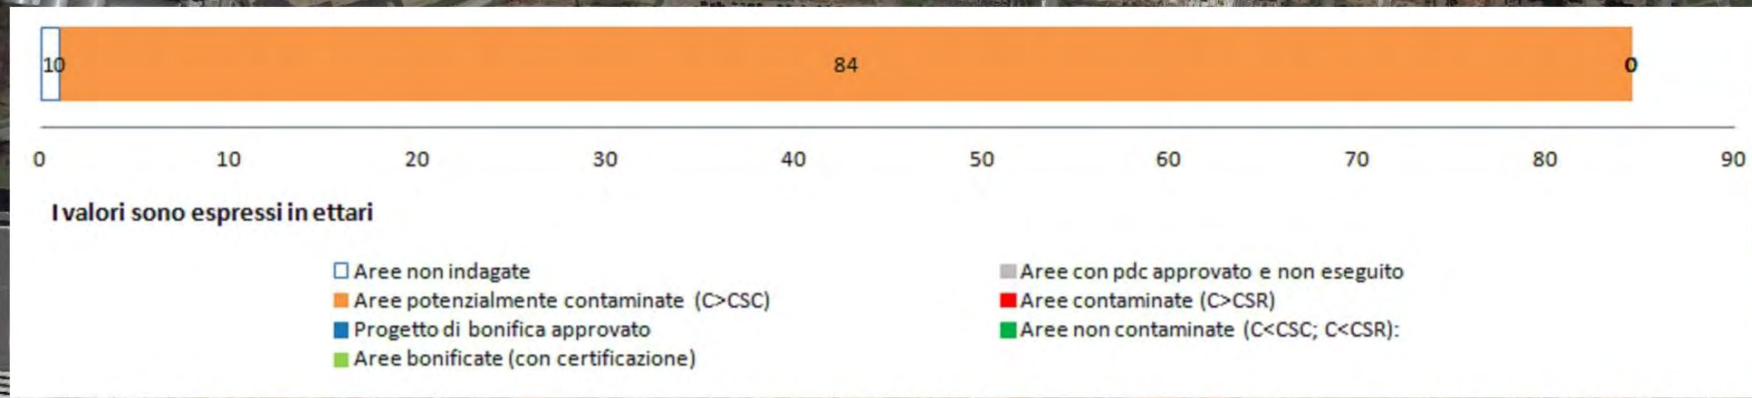 10 84 0
0 10 20 30 40 50 60 70 80 90
I valori sono espressi in ettari
Aree non indagate Aree con pdc approvato e non eseguito
Aree potenzialmente contaminate (C>CSC) Aree contaminate (C>CSR)
Progetto di bonifica approvato Aree non contaminate (C<CSC; C<CSR):
Aree bonificate (con certificazione)